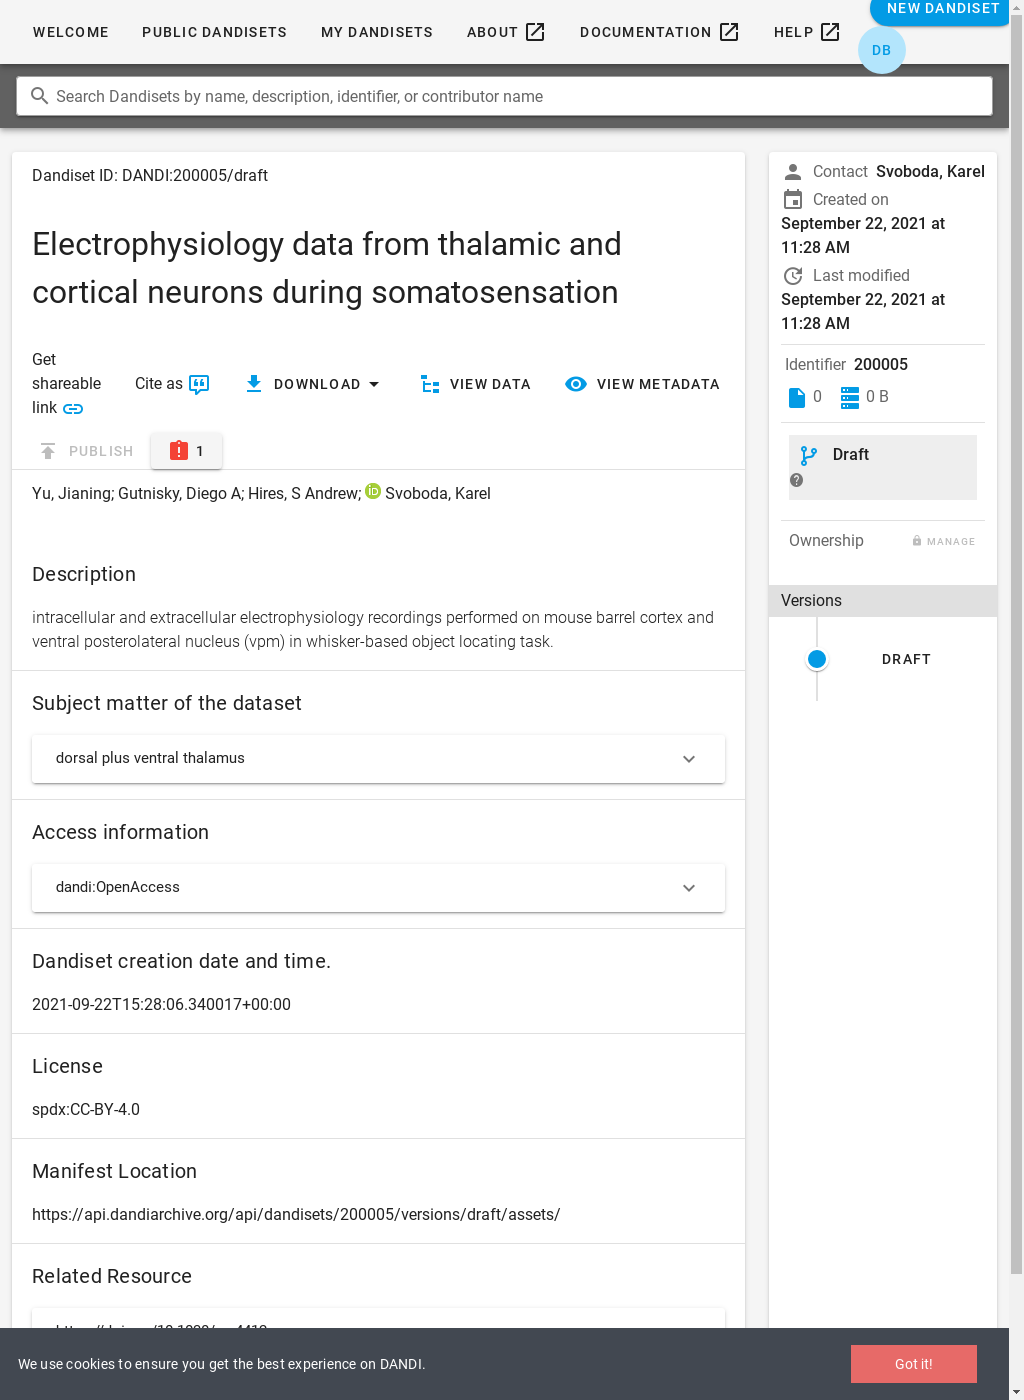 WELCOME PUBLIC DANDISETS MY DANDISETS ABOUT DOCUMENTATION HELP NEW DANDISET
DB
Search Dandisets by name, description, identifier, or contributor name
Dandiset ID: DANDI:200005/draft
Electrophysiology data from thalamic and
cortical neurons during somatosensation
Get
shareable
link
Cite as
DOWNLOAD
VIEW DATA
VIEW METADATA
PUBLISH
1
Yu, Jianing; Gutnisky, Diego A; Hires, S Andrew; iD Svoboda, Karel
Description
intracellular and extracellular electrophysiology recordings performed on mouse barrel cortex and
ventral posterolateral nucleus (vpm) in whisker-based object locating task.
Subject matter of the dataset
dorsal plus ventral thalamus
Access information
dandi:OpenAccess
Dandiset creation date and time.
2021-09-22T15:28:06.340017+00:00
License
spdx:CC-BY-4.0
Manifest Location
https://api.dandiarchive.org/api/dandisets/200005/versions/draft/assets/
Related Resource
Contact Svoboda, Karel
Created on
September 22, 2021 at
11:28 AM
Last modified
September 22, 2021 at
11:28 AM
Identifier 200005
0 0 B
Draft
?
Ownership MANAGE
Versions
DRAFT
We use cookies to ensure you get the best experience on DANDI.
Got it!